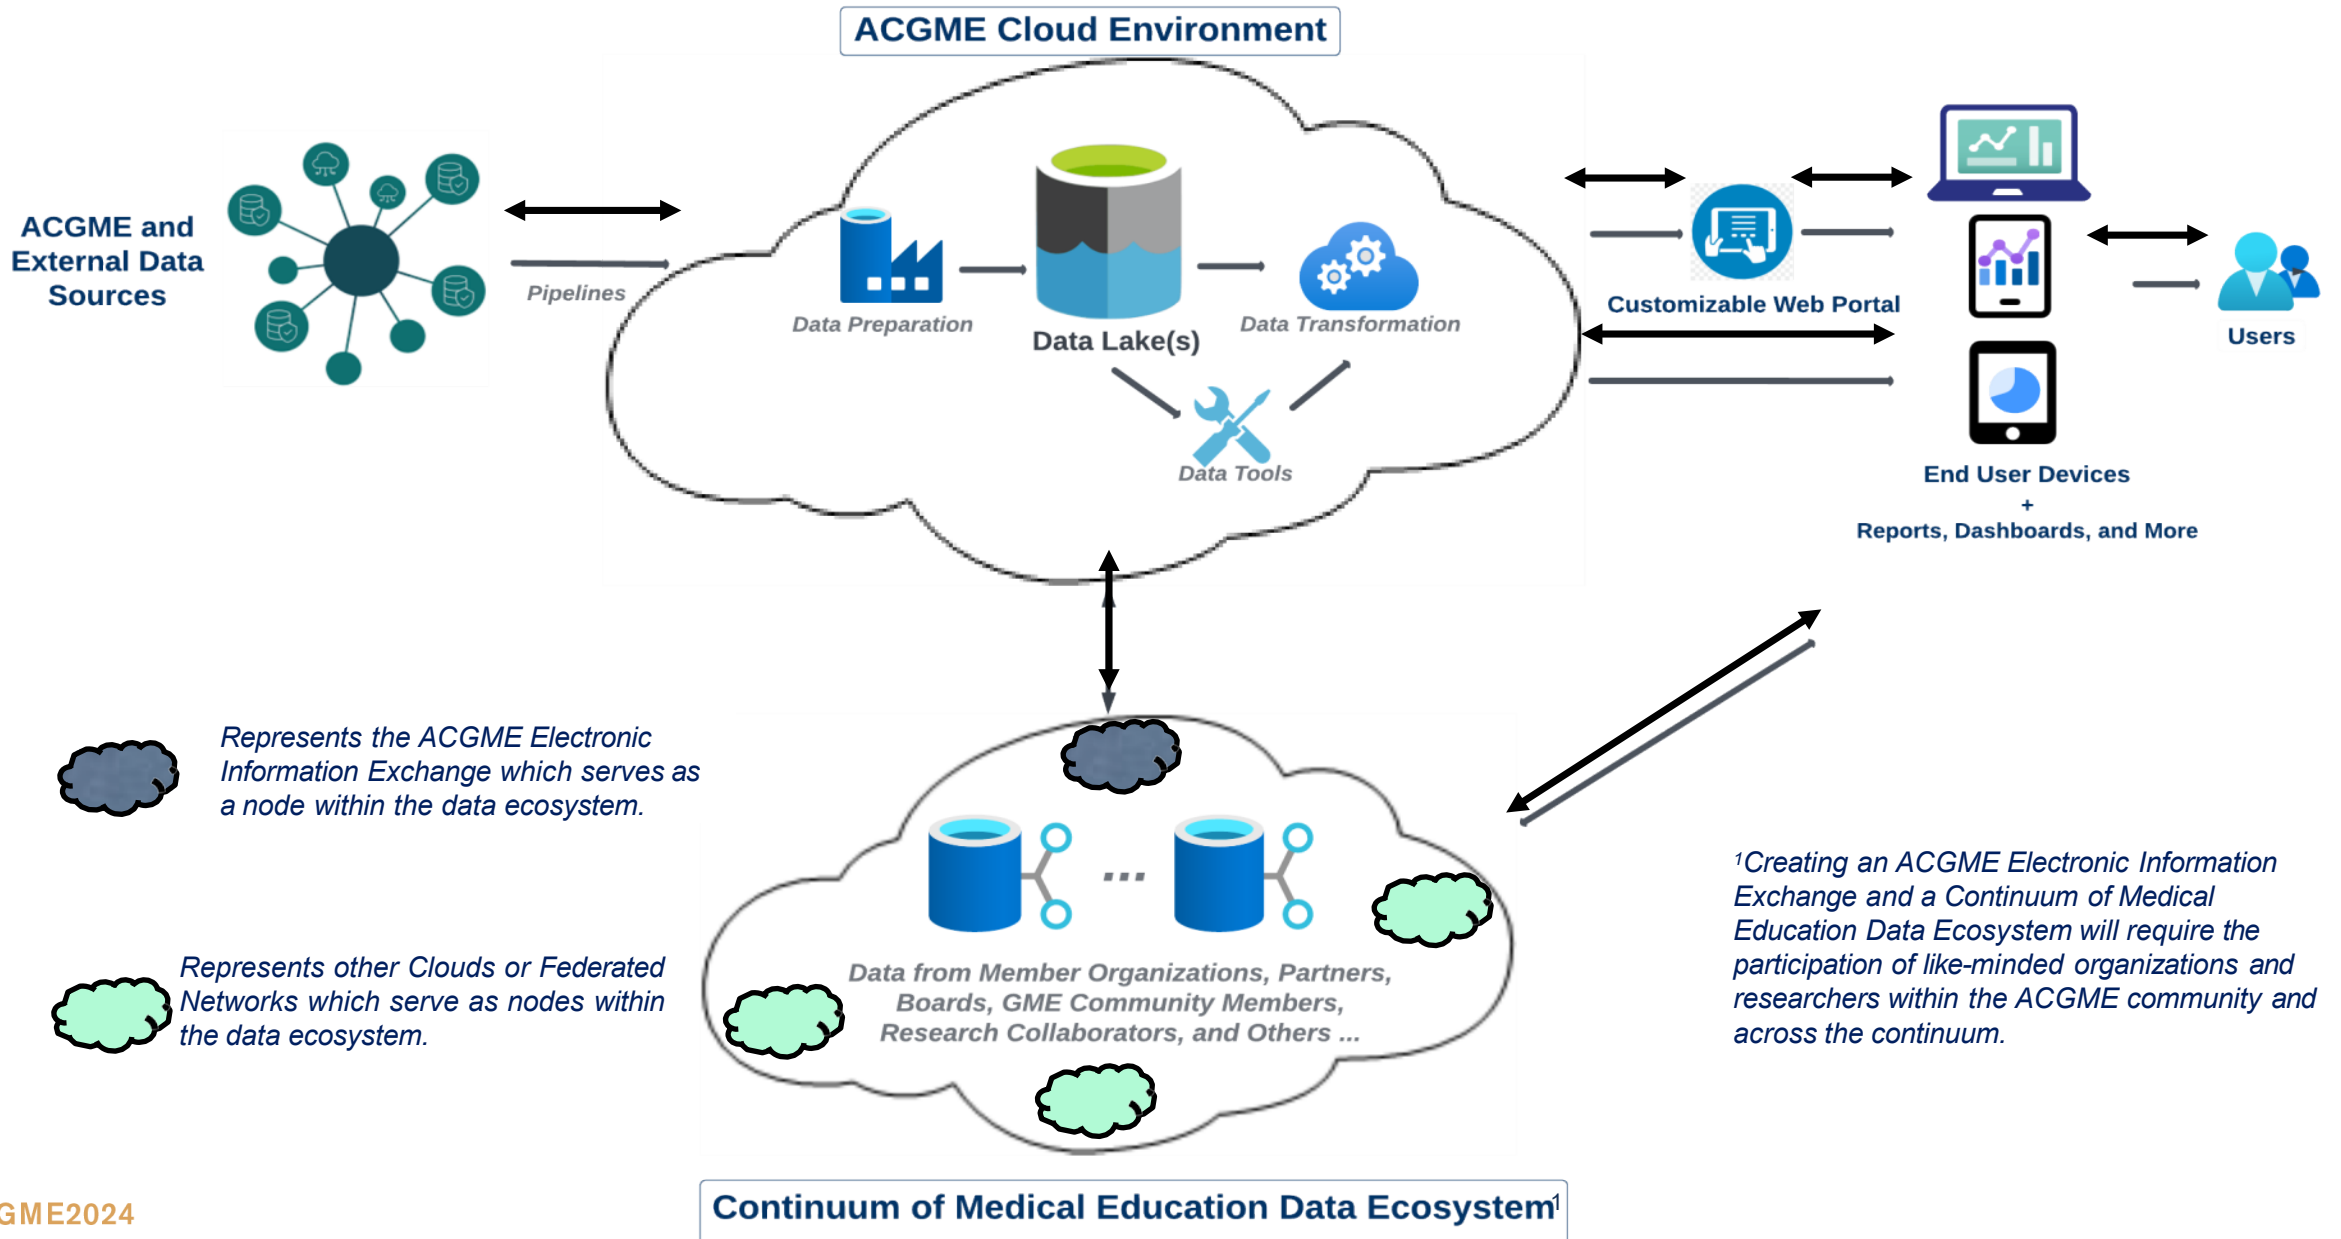 ACGME Cloud Environment
ACGME and
External Data
Sources
Pipelines
Data Preparation
Data Lake(s)
Data Transformation
Data Tools
Customizable Web Portal
Users
End User Devices
+
Reports, Dashboards, and More
Represents the ACGME Electronic
Information Exchange which serves as
a node within the data ecosystem.
Represents other Clouds or Federated
Networks which serve as nodes within
the data ecosystem.
...
Data from Member Organizations, Partners,
Boards, GME Community Members,
Research Collaborators, and Others ...
¹Creating an ACGME Electronic Information
Exchange and a Continuum of Medical
Education Data Ecosystem will require the
participation of like-minded organizations and
researchers within the ACGME community and
across the continuum.
Continuum of Medical Education Data Ecosystem¹
GME2024